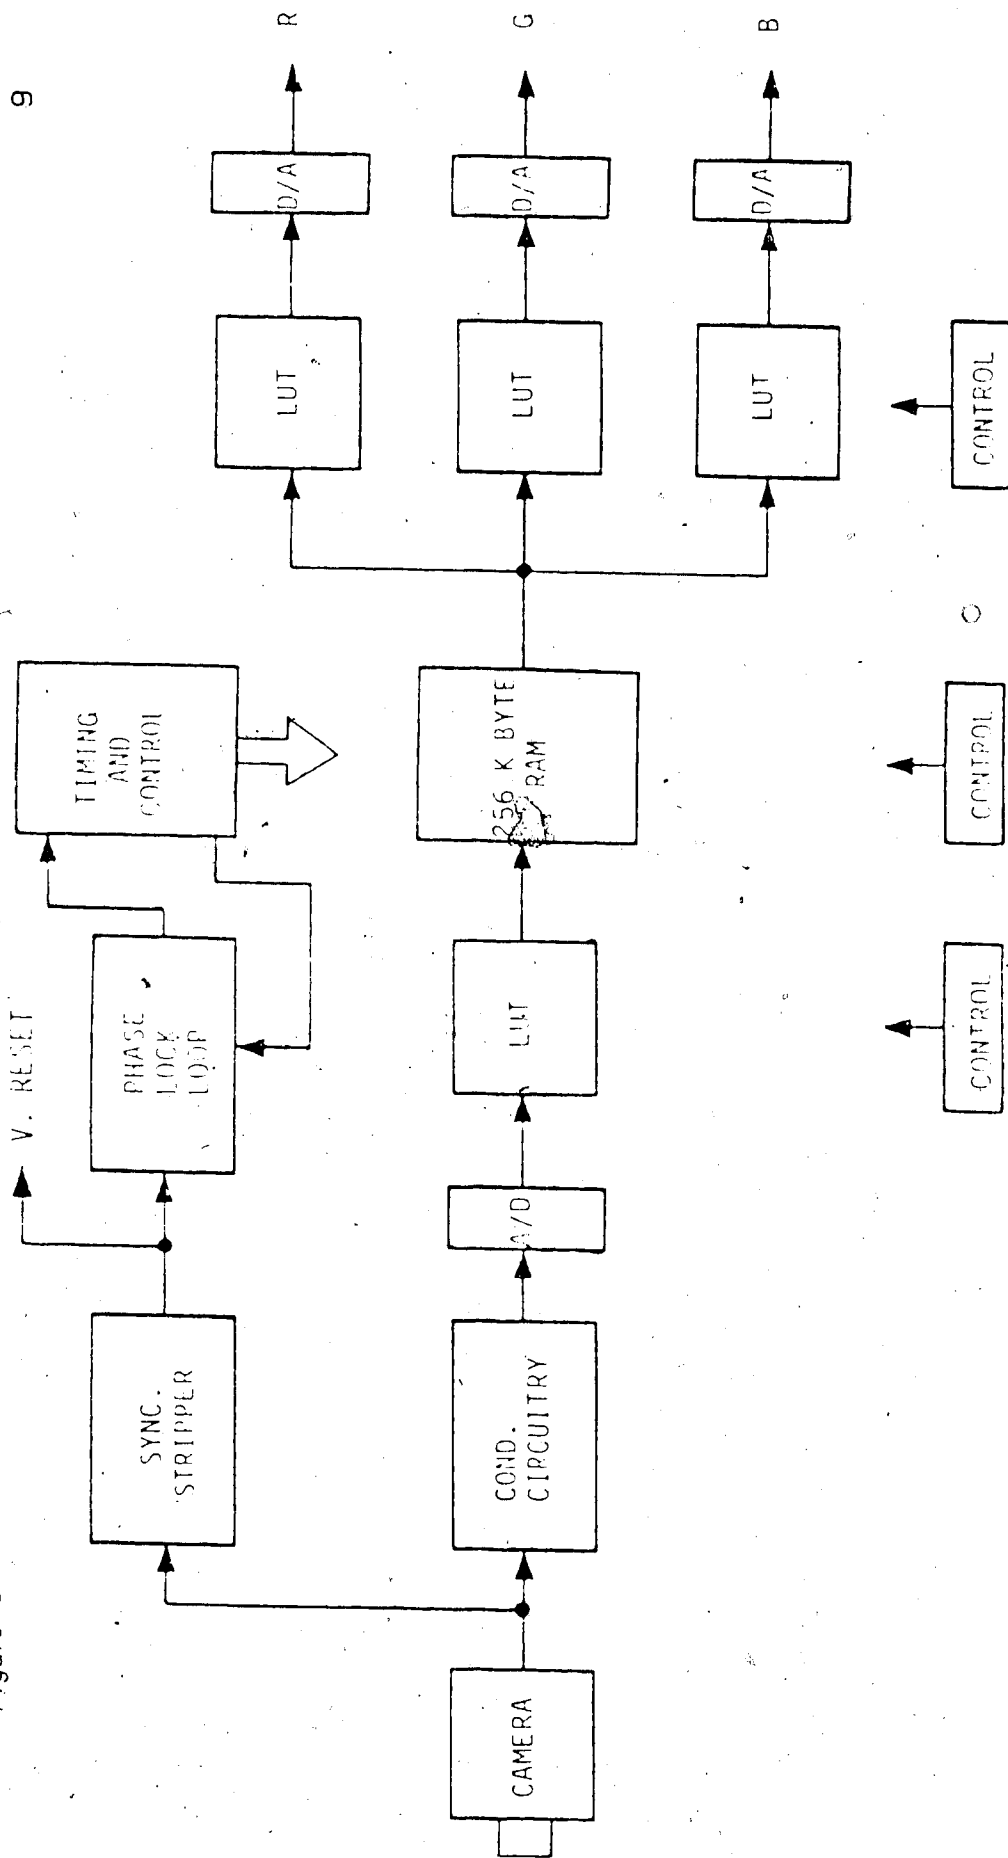 9
V. RESET
SYNC.
STRIPPER
PHASE
LOCK
LOOP
TIMING
AND
CONTROL
CAMERA
COND.
CIRCUITRY
A/D
LUT
256 K BYTE
RAM
LUT
D/A
R
LUT
D/A
G
LUT
D/A
B
CONTROL
CONTROL
CONTROL